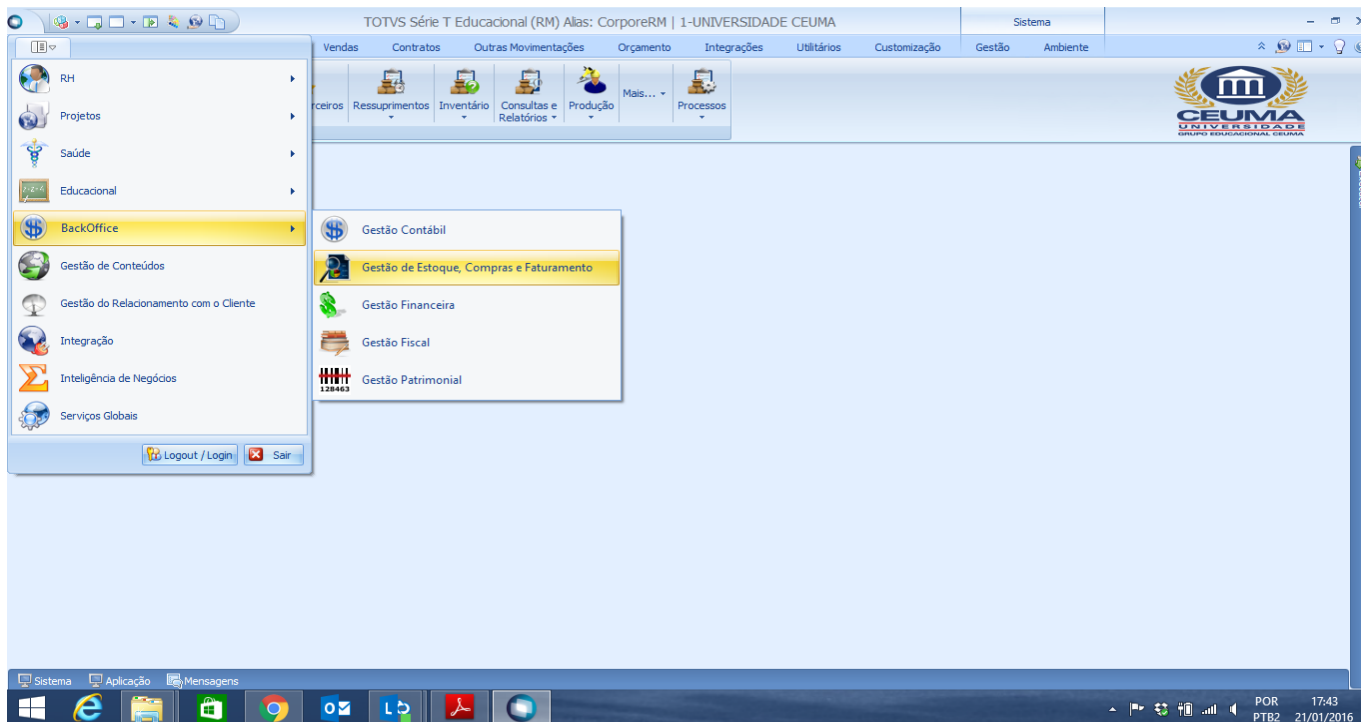 TOTVS Série T Educacional (RM) Alias: CorporeRM | 1-UNIVERSIDADE CEUMA
Sistema
Vendas Contratos Outras Movimentações Orçamento Integrações Utilitários Customização Gestão Ambiente
RH
Projetos
Saúde
Educacional
BackOffice
Gestão de Conteúdos
Gestão do Relacionamento com o Cliente
Integração
Inteligência de Negócios
Serviços Globais
Logout / Login Sair
rceiros Ressuprimentos Inventário Consultas e
Relatórios Produção Mais... Processos
CEUMA
UNIVERSIDADE
GRUPO EDUCACIONAL CEUMA
Gestão Contábil
Gestão de Estoque, Compras e Faturamento
Gestão Financeira
Gestão Fiscal
Gestão Patrimonial
128463
Sistema Aplicação Mensagens
POR 17:43
PTB2 21/01/2016